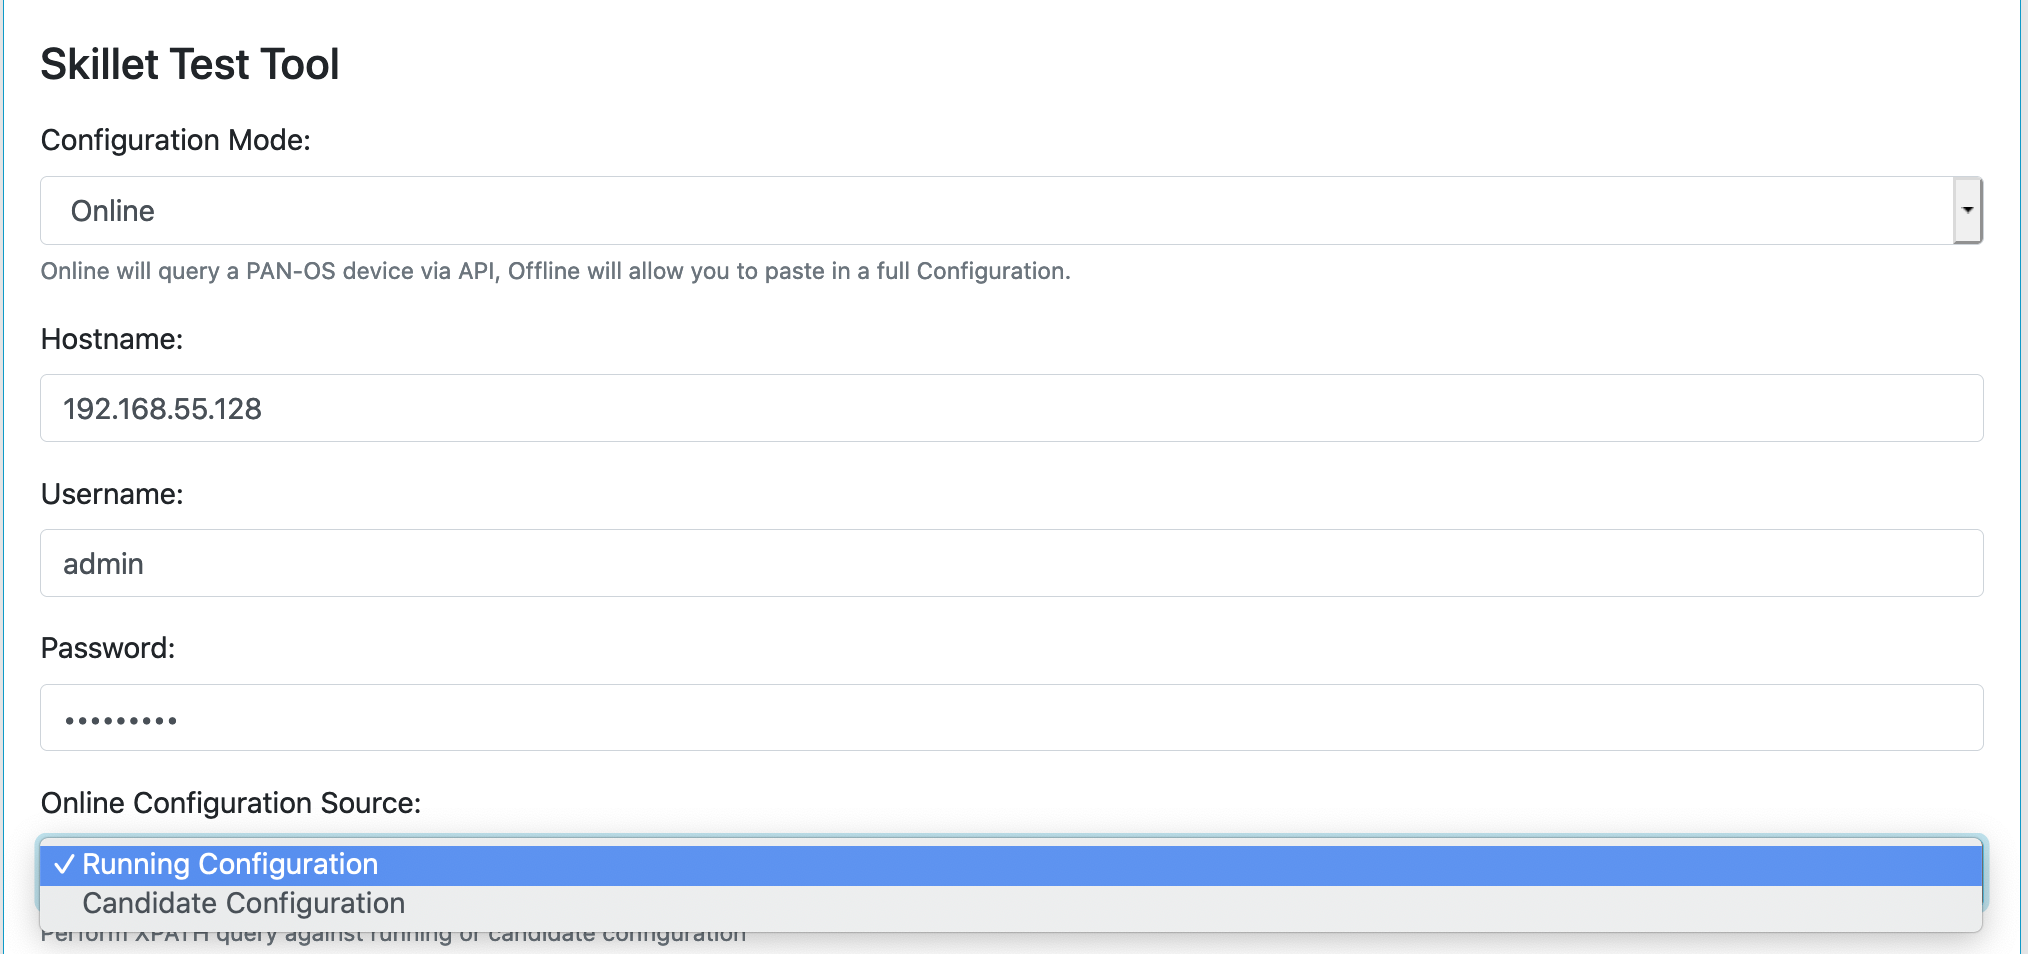 Skillet Test Tool
Configuration Mode:
Online
Online will query a PAN-OS device via API, Offline will allow you to paste in a full Configuration.
Hostname:
192.168.55.128
Username:
admin
Password:
•••••••••
Online Configuration Source:
✓ Running Configuration
Candidate Configuration
Perform XPATH query against running or candidate configuration